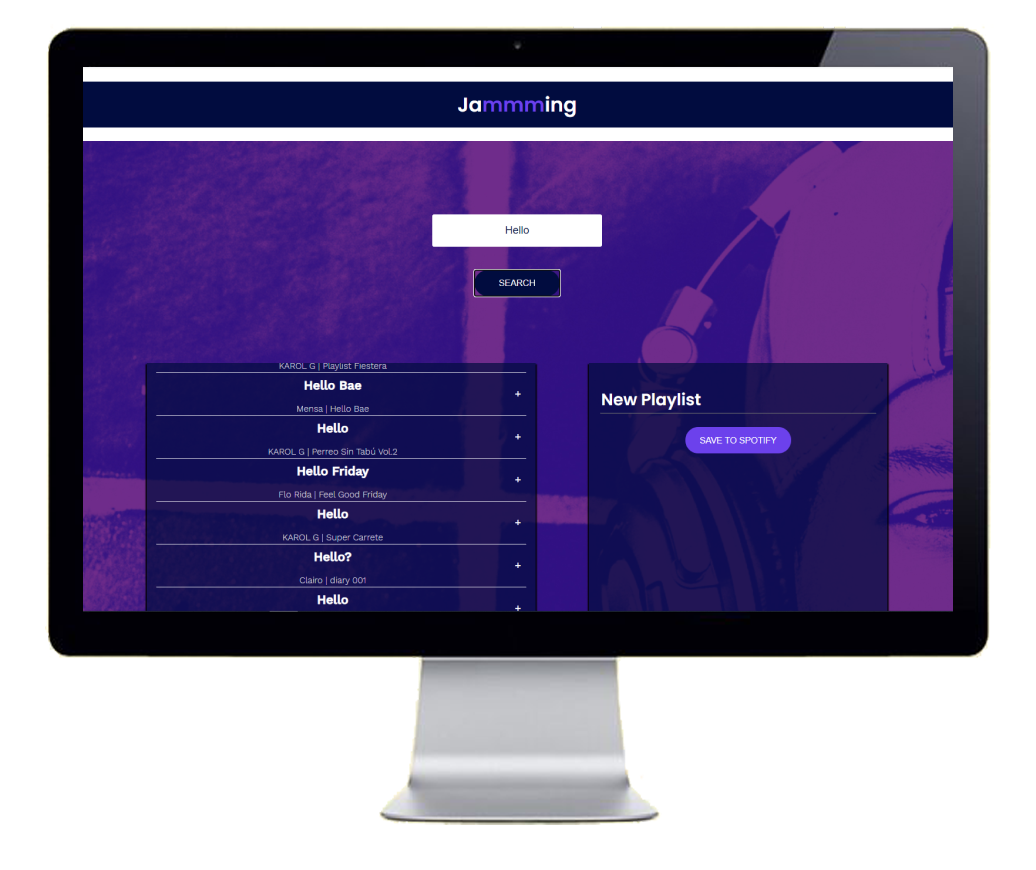 Jammming
Hello
SEARCH
KAROL G | Playlist Fiestera
Hello Bae
+
Mensa | Hello Bae
Hello
+
KAROL G | Perreo Sin Tabú Vol.2
Hello Friday
+
Flo Rida | Feel Good Friday
Hello
+
KAROL G | Super Carrete
Hello?
+
Clairo | diary 001
Hello
+
New Playlist
SAVE TO SPOTIFY